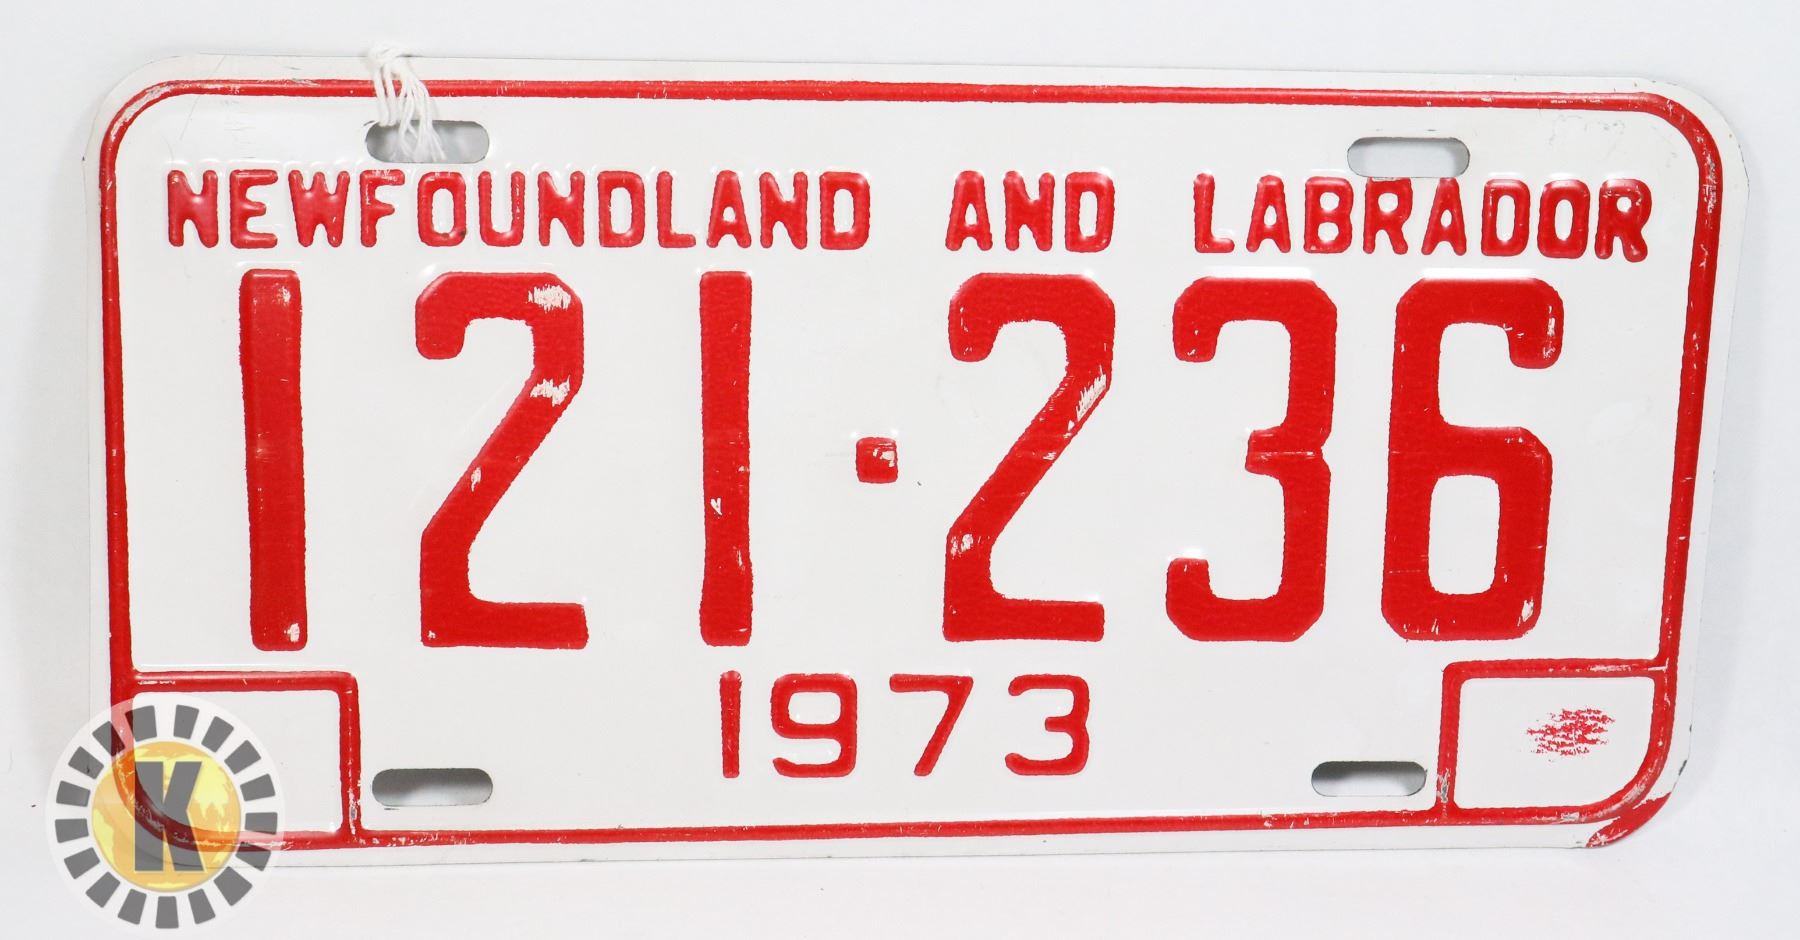 NEWFOUNDLAND AND LABRADOR
121·236
1973
K